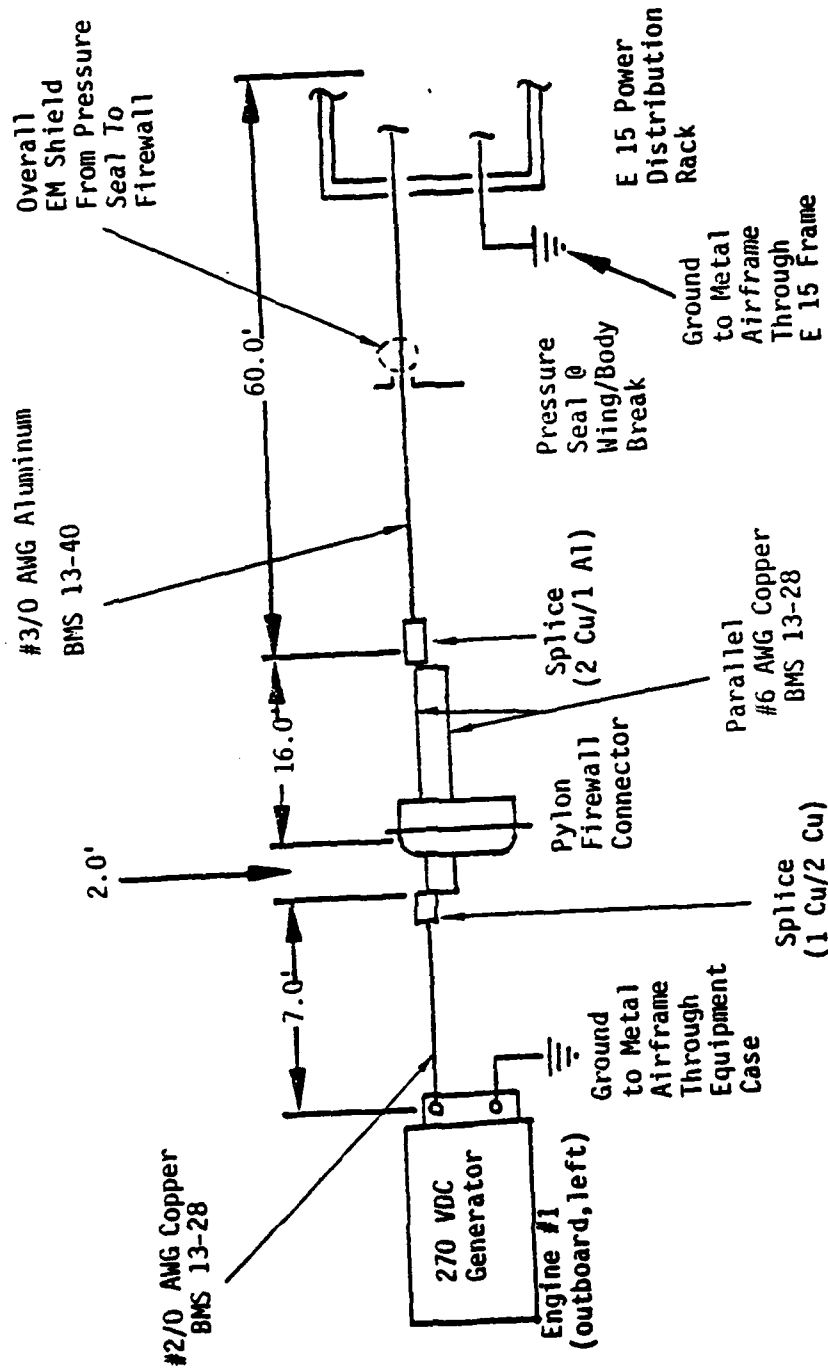 #2/0 AWG Copper
BMS 13-28
2.0'
#3/0 AWG Aluminum
BMS 13-40
Overall
EM Shield
From Pressure
Seal To
Firewall
7.0'
16.0'
60.0'
270 VDC
Generator
Engine #1
(outboard,left)
Ground
to Metal
Airframe
Through
Equipment
Case
Splice
(1 Cu/2 Cu)
Pylon
Firewall
Connector
Parallel
#6 AWG Copper
BMS 13-28
Splice
(2 Cu/1 Al)
Pressure
Seal @
Wing/Body
Break
Ground
to Metal
Airframe
Through
E 15 Frame
E 15 Power
Distribution
Rack